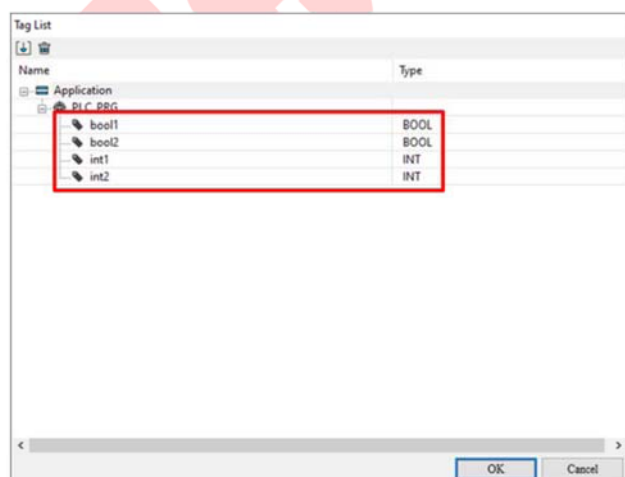 Tag List
Name Type
Application
PLC_PRG
bool1 BOOL
bool2 BOOL
int1 INT
int2 INT
OK Cancel